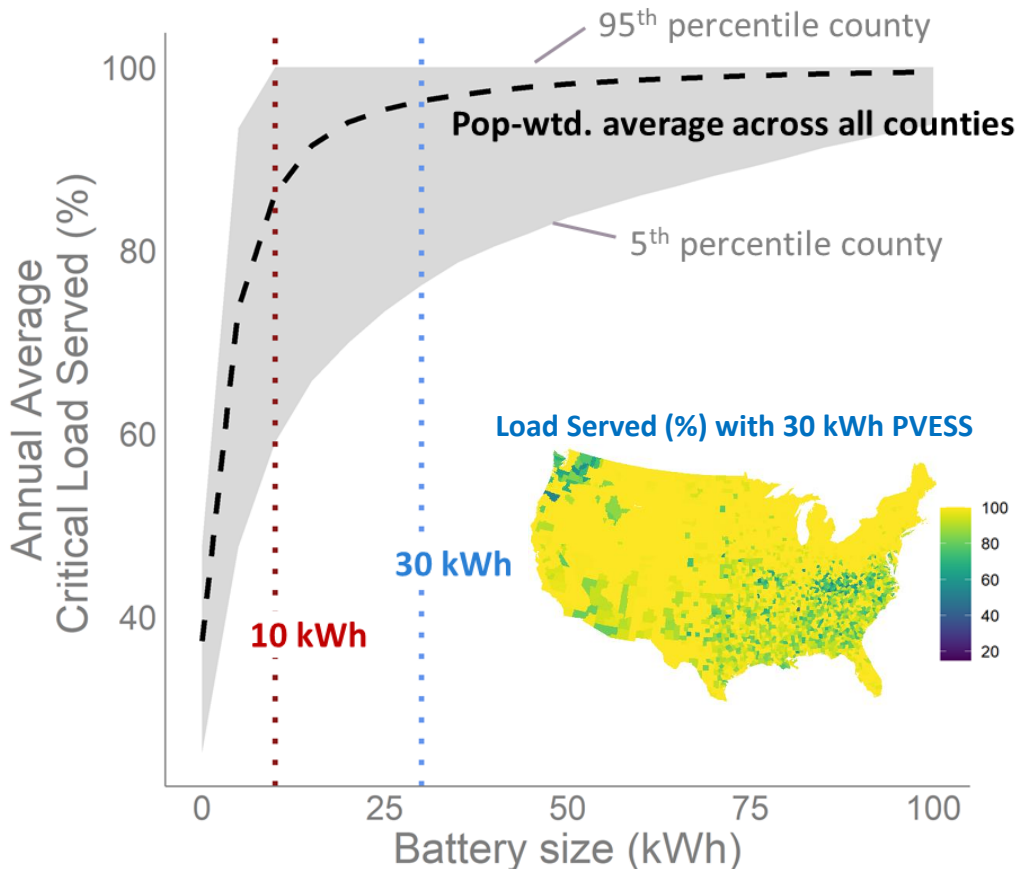 95th percentile county
100
Pop-wtd. average across all counties
80
5th percentile county
Annual Average
Critical Load Served (%)
60
Load Served (%) with 30 kWh PVESS
100
80
60
40
20
30 kWh
40
10 kWh
0
25
50
75
100
Battery size (kWh)